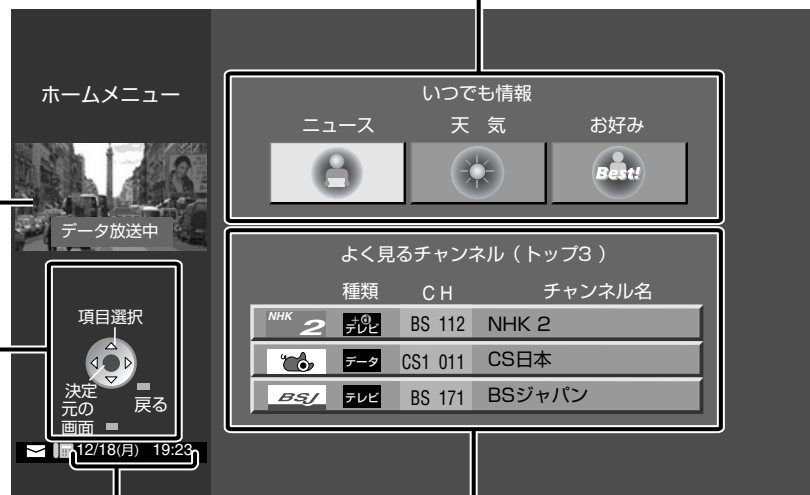 ホームメニュー
データ放送中
項目選択
決定
元の
画面
戻る
12/18(月) 19:23
いつでも情報
ニュース 天 気 お好み
Best!
よく見るチャンネル（トップ3）
種類 CH チャンネル名
NHK 2 +d テレビ BS 112 NHK 2
データ CS1 011 CS日本
BSJ テレビ BS 171 BSジャパン